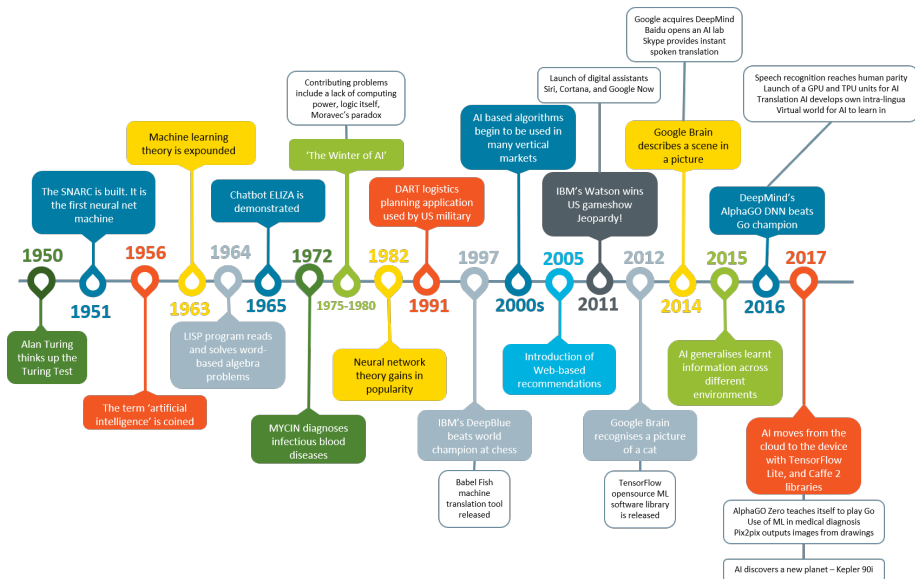 Google acquires DeepMind
Baidu opens an AI lab
Skype provides instant
spoken translation
Contributing problems
include a lack of computing
power, logic itself,
Moravec's paradox
Launch of digital assistants
Siri, Cortana, and Google Now
Speech recognition reaches human parity
Launch of a GPU and TPU units for AI
Translation AI develops own intra-lingua
Virtual world for AI to learn in
Machine learning
theory is expounded
'The Winter of AI'
AI based algorithms
begin to be used in
many vertical
markets
Google Brain
describes a scene in
a picture
The SNARC is built. It is
the first neural net
machine
Chatbot ELIZA is
demonstrated
DART logistics
planning application
used by US military
IBM's Watson wins
US gameshow
Jeopardy!
DeepMind's
AlphaGO DNN beats
Go champion
1950
1951
1956
1963
1964
1965
1972
1975-1980
1982
1991
1997
2000s
2005
2011
2012
2014
2015
2016
2017
Alan Turing
thinks up the
Turing Test
The term 'artificial
intelligence' is coined
LISP program reads
and solves word-
based algebra
problems
MYCIN diagnoses
infectious blood
diseases
Neural network
theory gains in
popularity
IBM's DeepBlue
beats world
champion at chess
Babel Fish
machine
translation tool
released
Introduction of
Web-based
recommendations
Google Brain
recognises a picture
of a cat
TensorFlow
opensource ML
software library
is released
AI generalises learnt
information across
different
environments
AI moves from the
cloud to the device
with TensorFlow
Lite, and Caffe 2
libraries
AlphaGO Zero teaches itself to play Go
Use of ML in medical diagnosis
Pix2pix outputs images from drawings
AI discovers a new planet – Kepler 90i